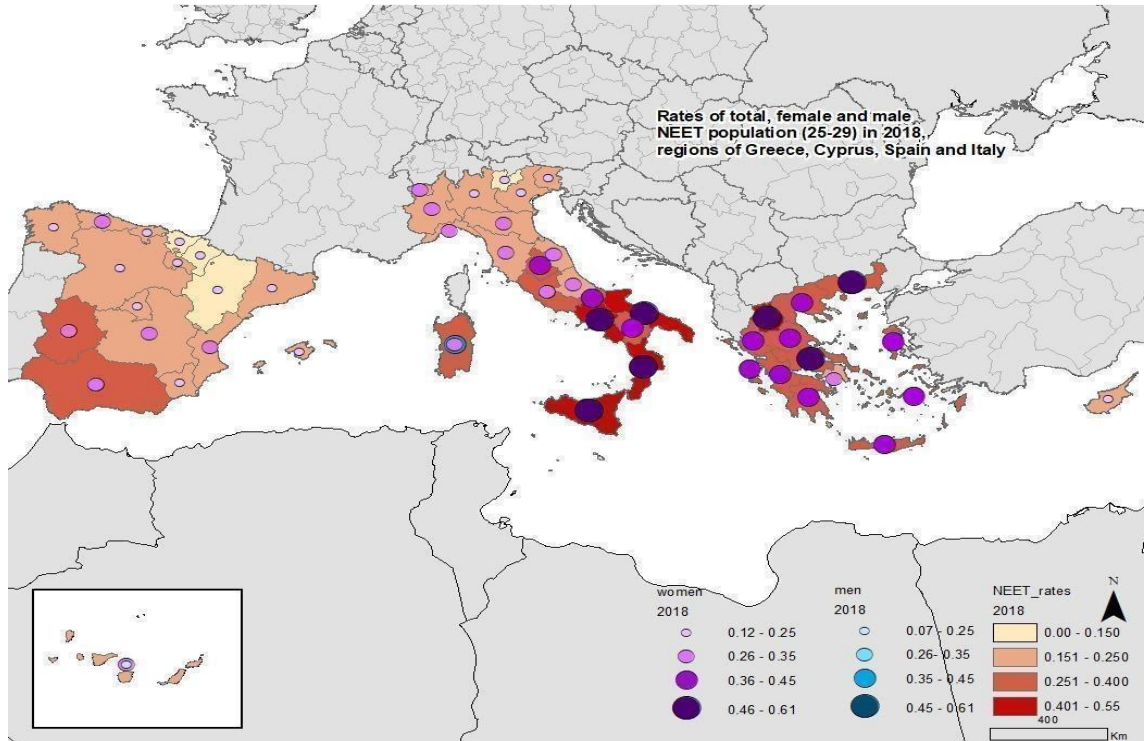 Rates of total, female and male
NEET population (25-29) in 2018,
regions of Greece, Cyprus, Spain and Italy
women
2018
0.12 - 0.25
0.26 - 0.35
0.36 - 0.45
0.46 - 0.61
men
2018
0.07 - 0.25
0.26- 0.35
0.35 - 0.45
0.45 - 0.61
N
NEET_rates
2018
0.00 - 0.150
0.151 - 0.250
0.251 - 0.400
0.401 - 0.55
400
Km